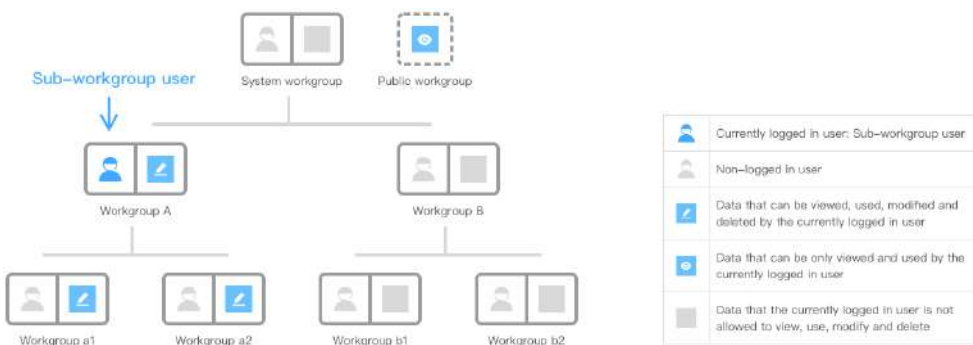 Sub-workgroup user
System workgroup
Public workgroup
Workgroup A
Workgroup B
Workgroup a1
Workgroup a2
Workgroup b1
Workgroup b2
Currently logged in user: Sub-workgroup user
Non-logged in user
Data that can be viewed, used, modified and
deleted by the currently logged in user
Data that can be only viewed and used by the
currently logged in user
Data that the currently logged in user is not
allowed to view, use, modify and delete